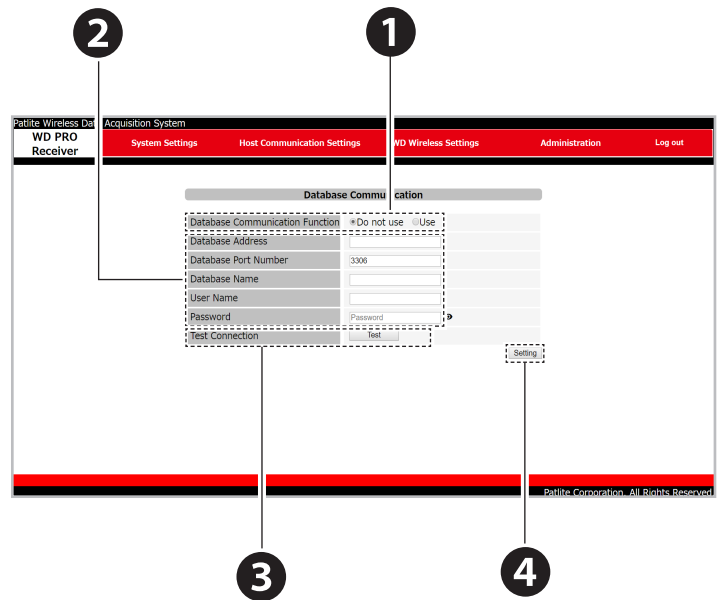 2
1
Patlite Wireless Data Acquisition System
WD PRO
Receiver
System Settings
Host Communication Settings
WD Wireless Settings
Administration
Log out
Database Communication
Database Communication Function
Do not use
Use
Database Address
Database Port Number
3306
Database Name
User Name
Password
Password
Test Connection
Test
Setting
Patlite Corporation. All Rights Reserved.
3
4